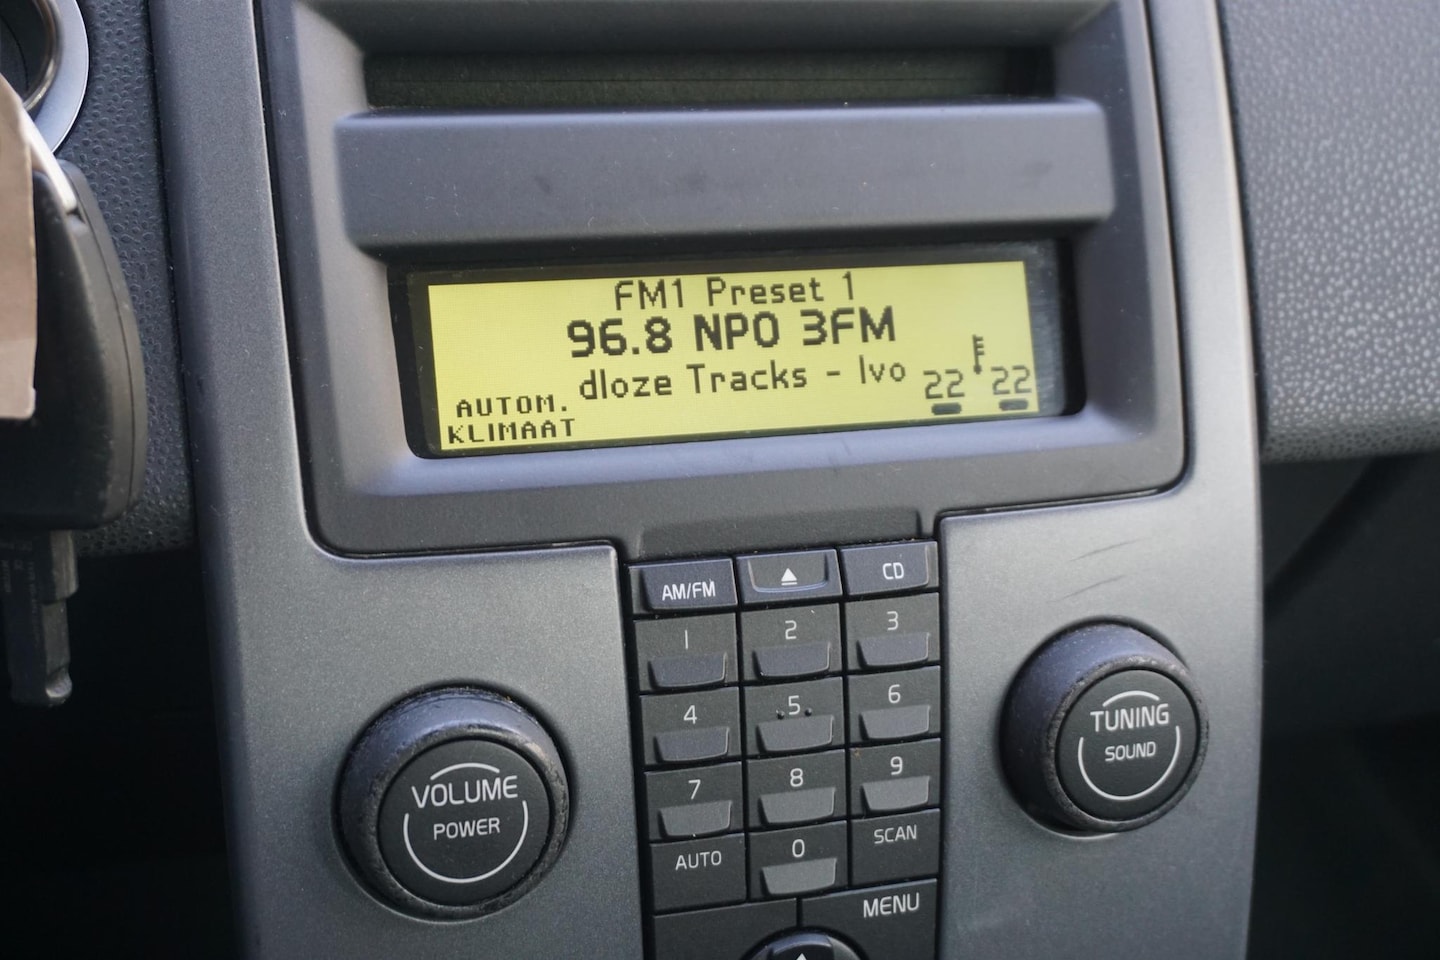 FM1 Preset 1
96.8 NPO 3FM
dloze Tracks - Ivo
22 22
AUTOM.
KLIMAAT
AM/FM
CD
1
2
3
4
5
6
7
8
9
AUTO
0
SCAN
MENU
VOLUME
POWER
TUNING
SOUND